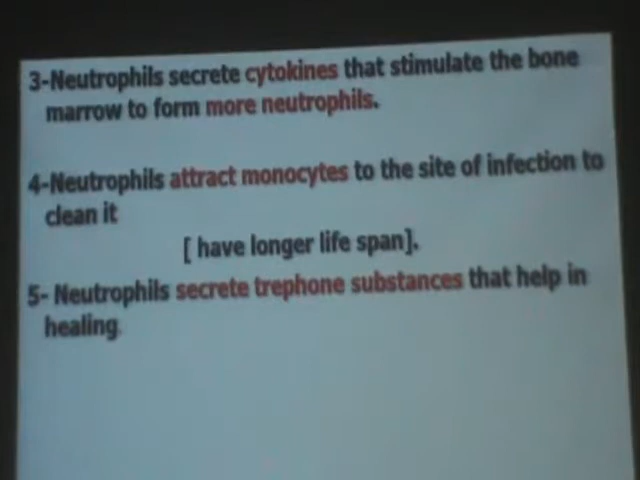 3-Neutrophils secrete cytokines that stimulate the bone
marrow to form more neutrophils.
4-Neutrophils attract monocytes to the site of infection to
clean it
[ have longer life span].
5- Neutrophils secrete trephone substances that help in
healing.